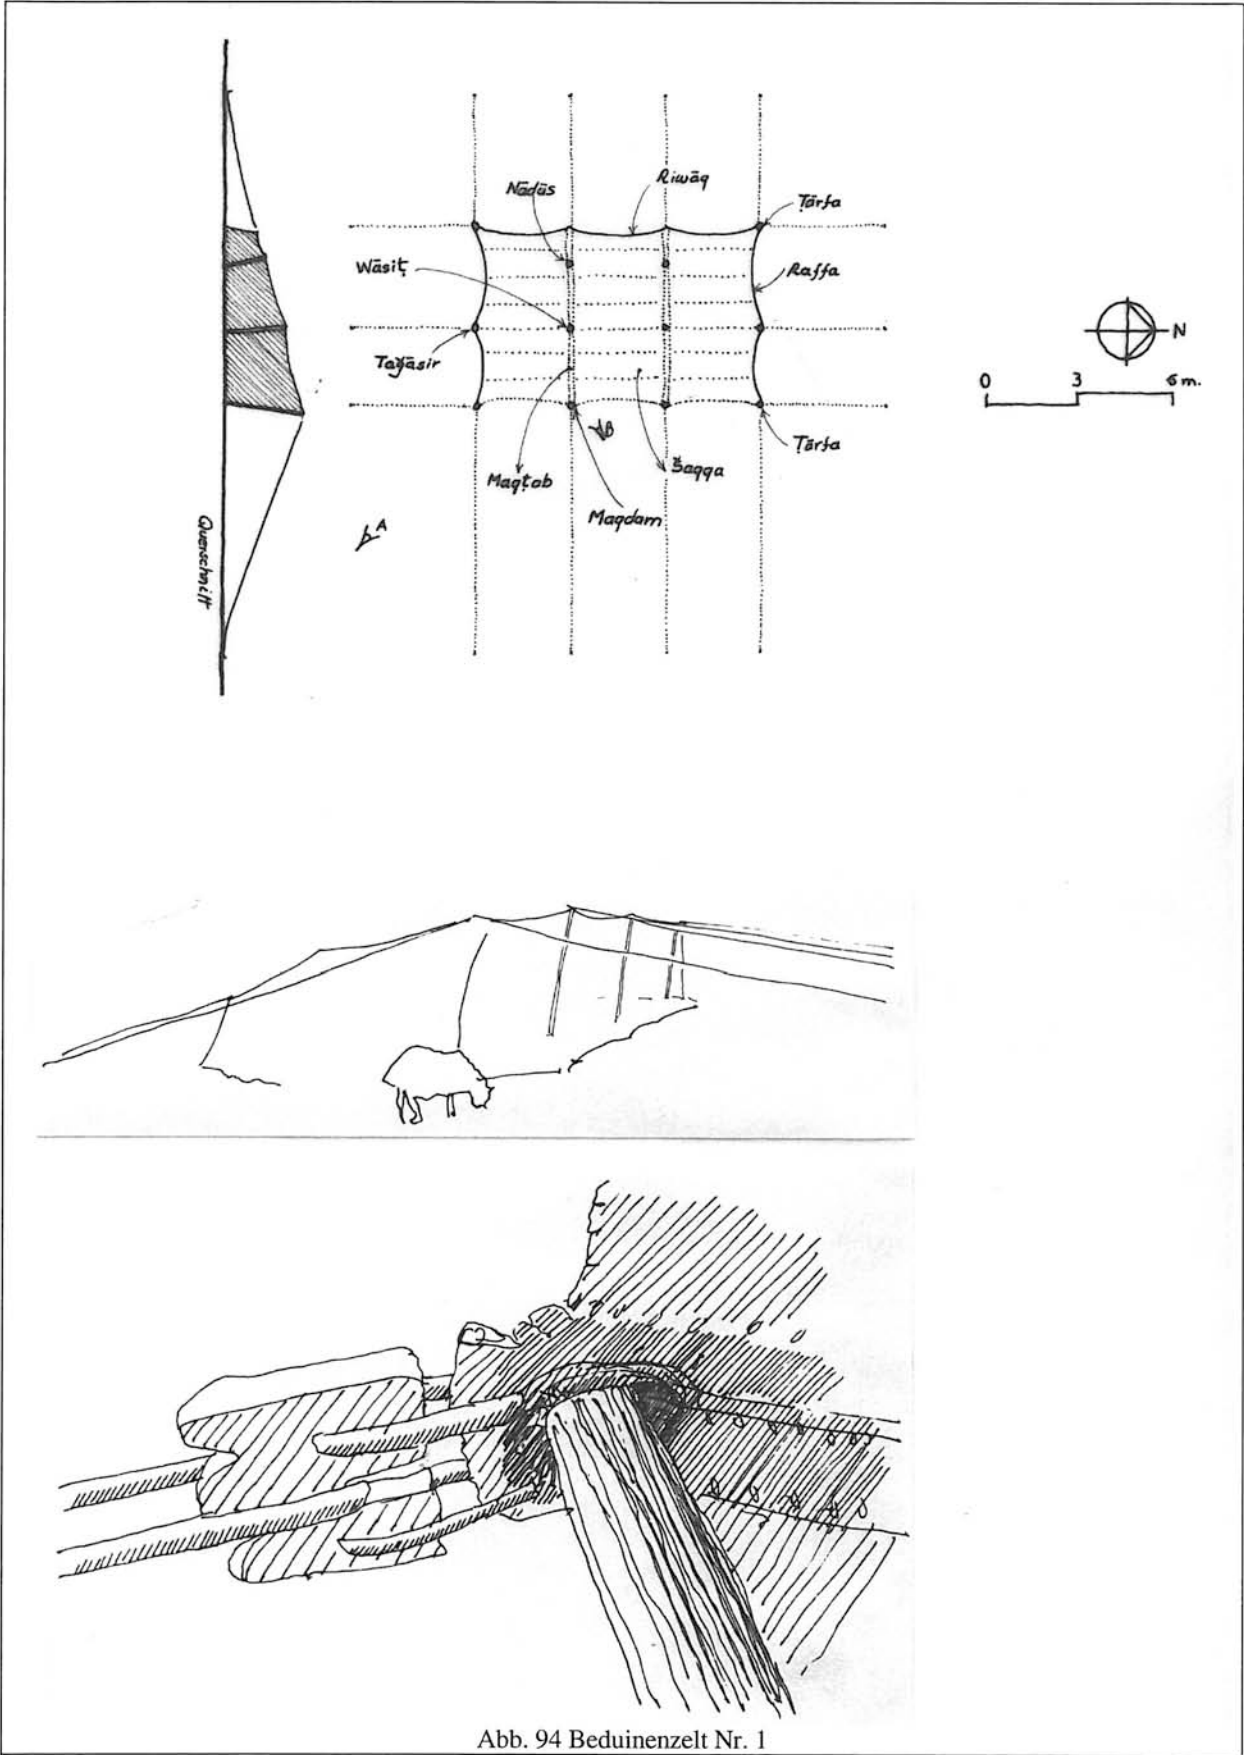 Nādūs
Riwāq
Ṭārfa
Wāsiṭ
Raffa
N
Taǧāsir
0 3 6 m.
B
Ṭārfa
Maqṭab
Šaqqa
Maqdam
A
Querschnitt
Abb. 94 Beduinenzelt Nr. 1